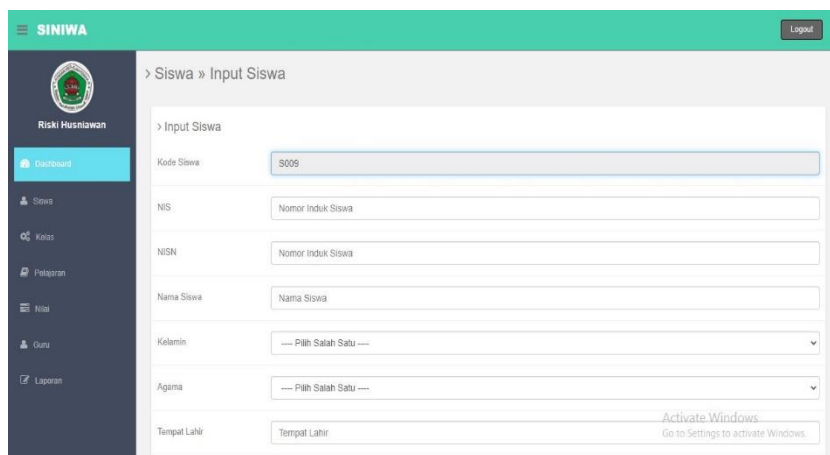 SINIWA
Logout
Riski Husniawan
Dashboard
Siswa
Kelas
Pelajaran
Nilai
Guru
Laporan
> Siswa » Input Siswa
> Input Siswa
Kode Siswa S009
NIS Nomor Induk Siswa
NISN Nomor Induk Siswa
Nama Siswa Nama Siswa
Kelamin ---- Pilih Salah Satu ----
Agama ---- Pilih Salah Satu ----
Tempat Lahir Tempat Lahir
Activate Windows
Go to Settings to activate Windows.